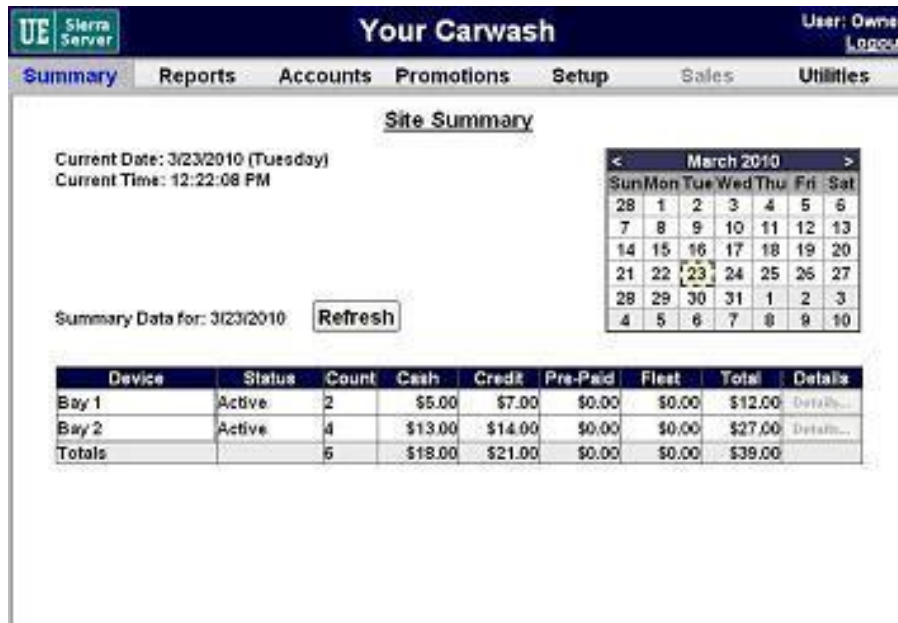 UE Sierra Server Your Carwash User: Owne
Logou
Summary Reports Accounts Promotions Setup Sales Utilities
Site Summary
Current Date: 3/23/2010 (Tuesday)
Current Time: 12:22:08 PM
< March 2010 >
Sun Mon Tue Wed Thu Fri Sat
28 1 2 3 4 5 6
7 8 9 10 11 12 13
14 15 16 17 18 19 20
21 22 23 24 25 26 27
28 29 30 31 1 2 3
4 5 6 7 8 9 10
Summary Data for: 3/23/2010 Refresh
Device Status Count Cash Credit Pre-Paid Fleet Total Details
Bay 1 Active 2 $5.00 $7.00 $0.00 $0.00 $12.00 Details...
Bay 2 Active 4 $13.00 $14.00 $0.00 $0.00 $27.00 Details...
Totals 6 $18.00 $21.00 $0.00 $0.00 $39.00